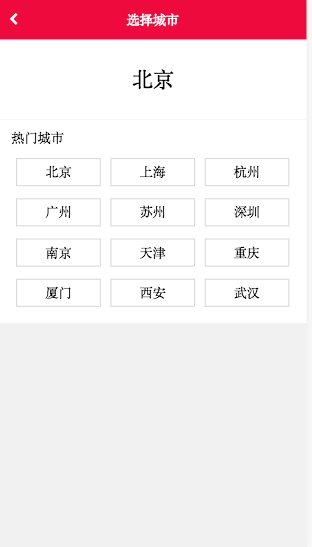 选择城市
北京
热门城市
北京 上海 杭州
广州 苏州 深圳
南京 天津 重庆
厦门 西安 武汉